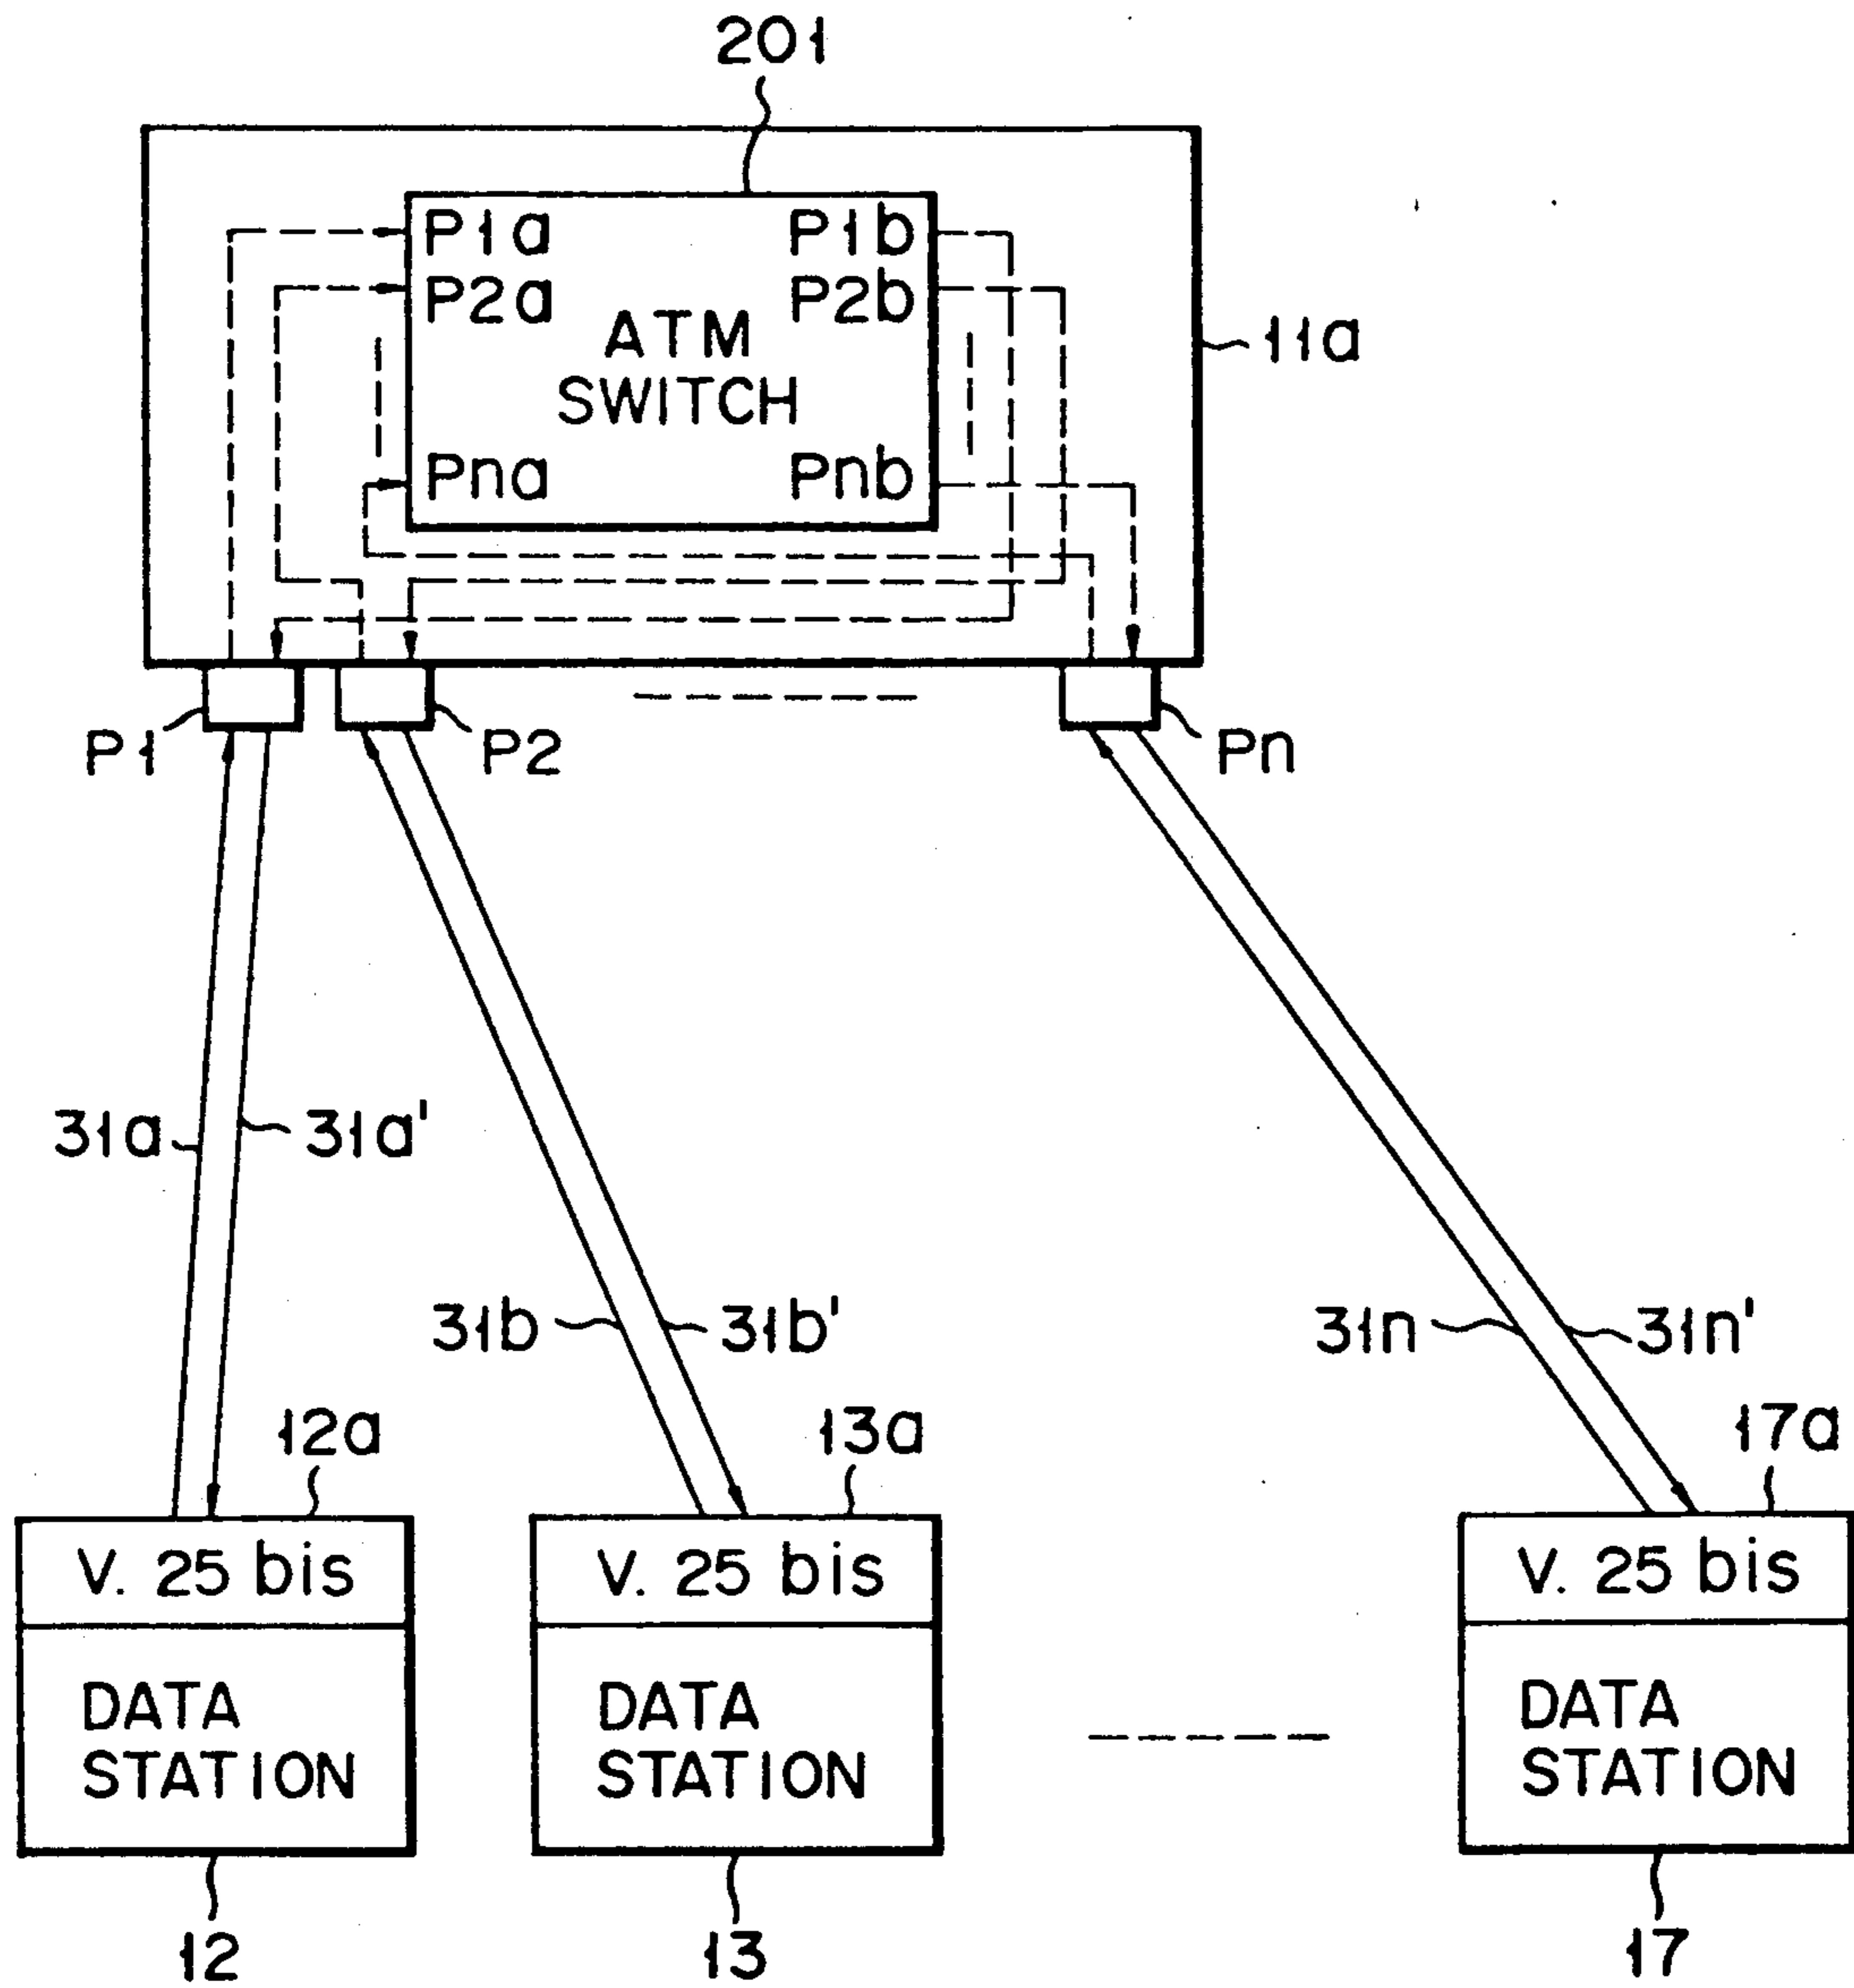 201
P1a P1b
P2a P2b
ATM
SWITCH
11a
Pna Pnb
P1 P2 Pn
31a 31a'
31b 31b' 31n 31n'
12a 13a 17a
V. 25 bis V. 25 bis V. 25 bis
DATA DATA DATA
STATION STATION STATION
12 13 17